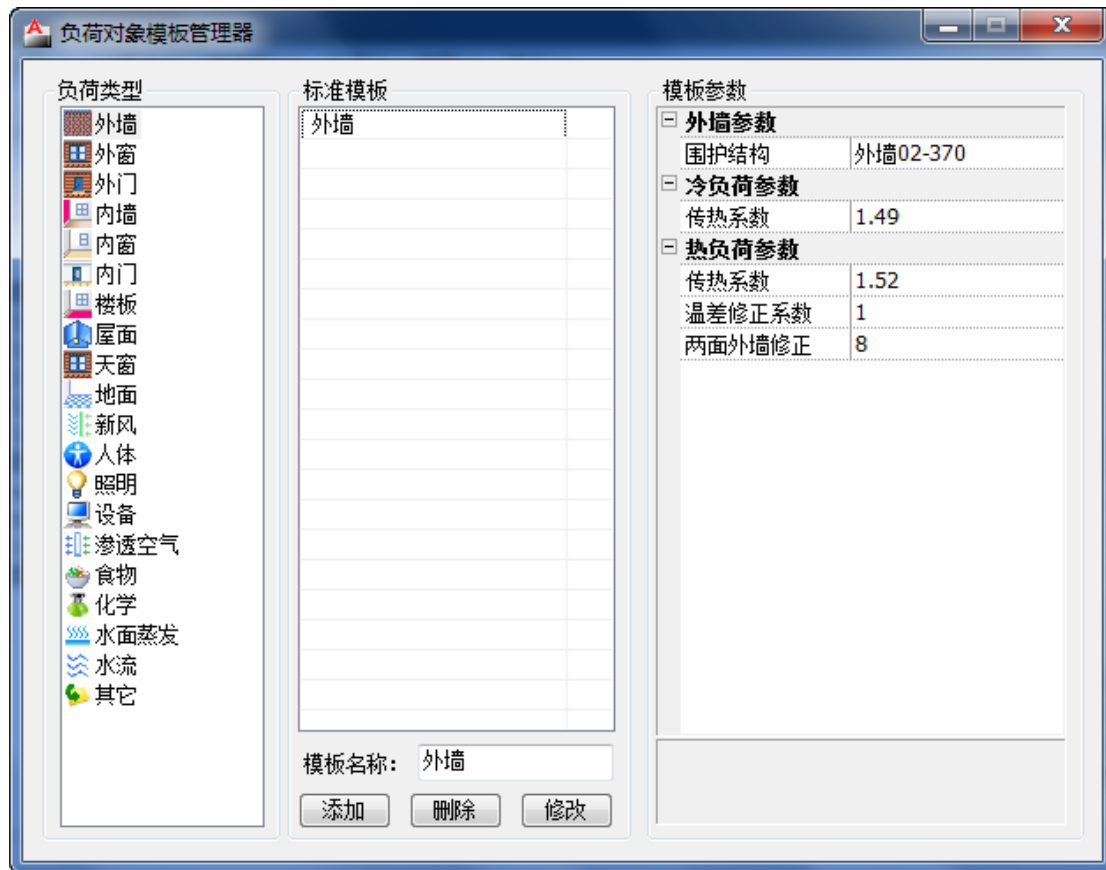 负荷对象模板管理器
负荷类型
外墙
外窗
外门
内墙
内窗
内门
楼板
屋面
天窗
地面
新风
人体
照明
设备
渗透空气
食物
化学
水面蒸发
水流
其它
标准模板
外墙
模板名称: 外墙
添加 删除 修改
模板参数
外墙参数
围护结构 外墙02-370
冷负荷参数
传热系数 1.49
热负荷参数
传热系数 1.52
温差修正系数 1
两面外墙修正 8